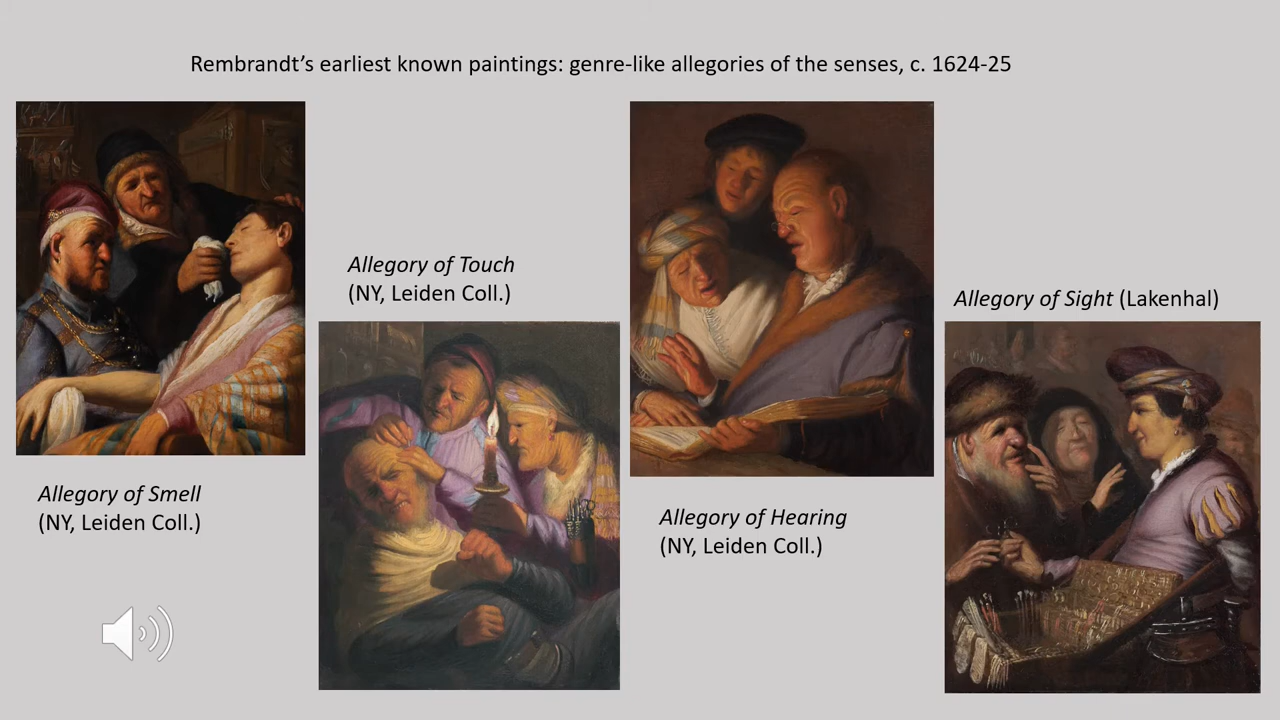 Rembrandt’s earliest known paintings: genre-like allegories of the senses, c. 1624-25
Allegory of Touch
(NY, Leiden Coll.)
Allegory of Sight (Lakenhal)
Allegory of Smell
(NY, Leiden Coll.)
Allegory of Hearing
(NY, Leiden Coll.)